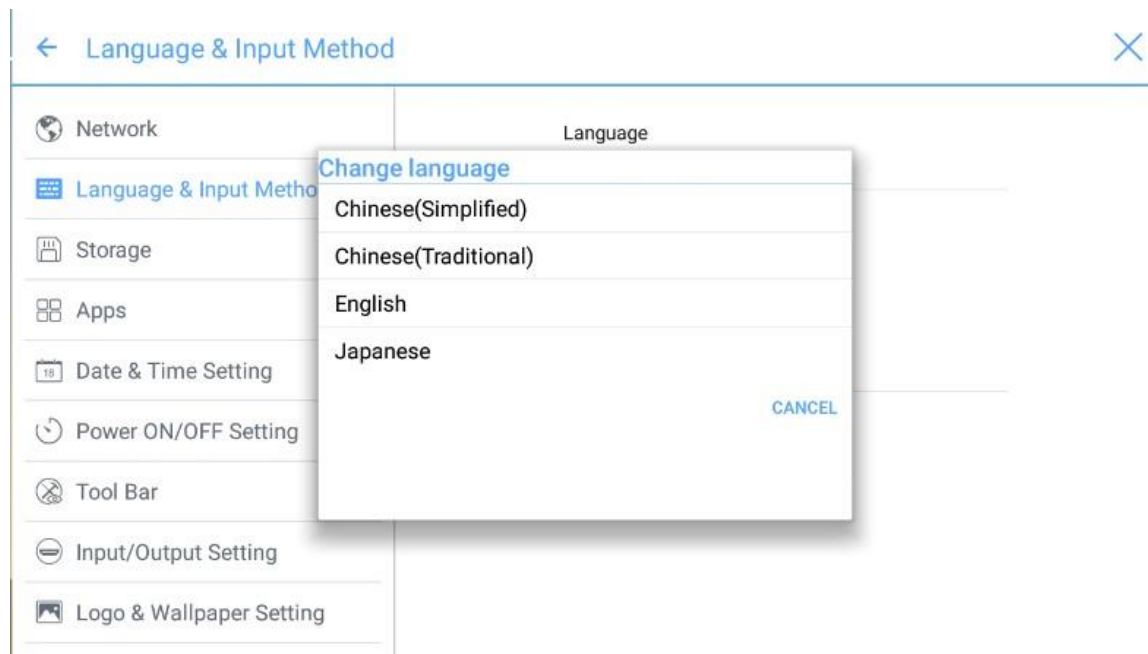 Language & Input Method
Network
Language
Language & Input Metho
Change language
Chinese(Simplified)
Chinese(Traditional)
English
Japanese
CANCEL
Storage
Apps
18
Date & Time Setting
Power ON/OFF Setting
Tool Bar
Input/Output Setting
Logo & Wallpaper Setting